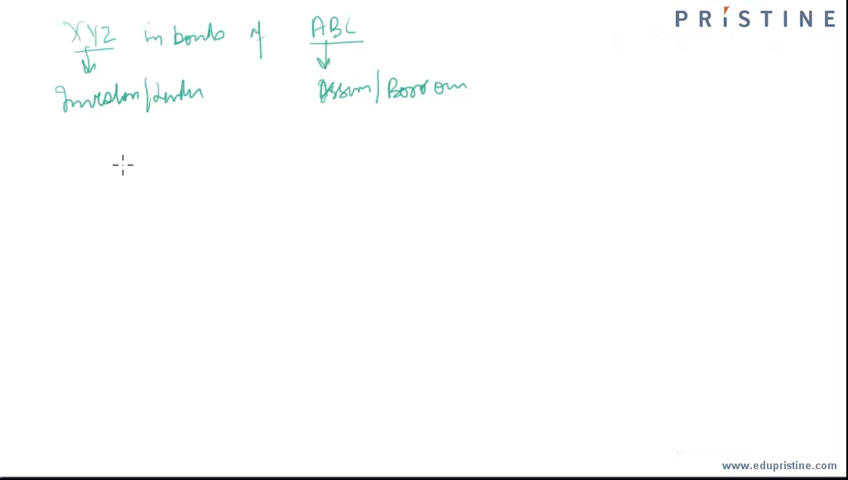 PRISTINE
XYZ in bonds of ABC
Investor/Lender
Issuer/Borrower
www.edupristine.com